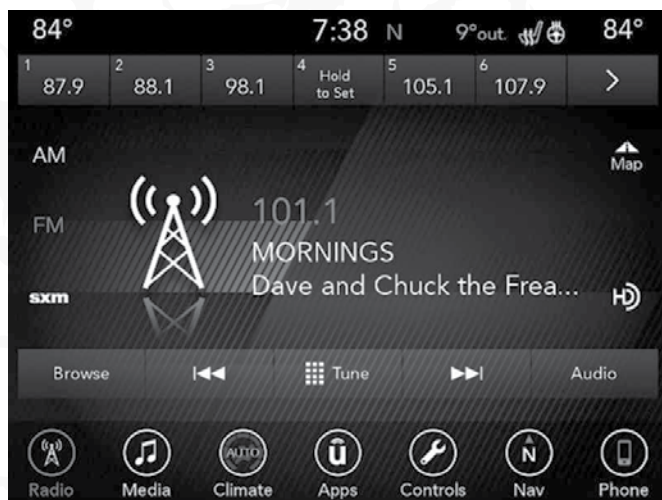 84° 7:38 N 9°out. 84°
1 2 3 4 5 6
87.9 88.1 98.1 Hold to Set 105.1 107.9 >
AM
Map
FM
101.1
MORNINGS
sxm
Dave and Chuck the Frea...
HD
Browse Tune Audio
AUTO û N
Radio Media Climate Apps Controls Nav Phone